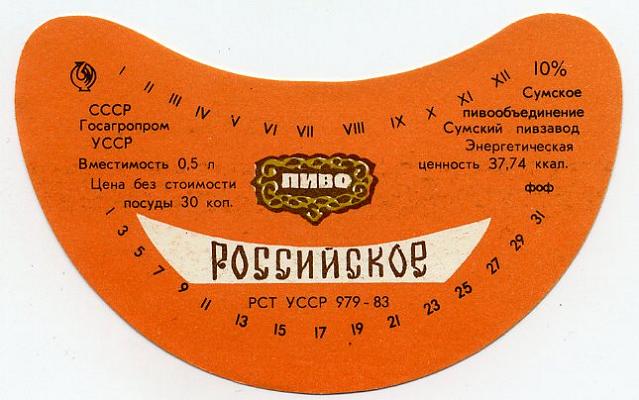 I II III IV V VI VII VIII IX X XI XII
10%
СССР
Госагропром
УССР
Вместимость 0,5 л
Цена без стоимости
посуды 30 коп.
Сумское
пивообъединение
Сумский пивзавод
Энергетическая
ценность 37,74 ккал.
фоф
ПИВО
РОССИЙСКОЕ
РСТ УССР 979-83
1 3 5 7 9 11 13 15 17 19 21 23 25 27 29 31